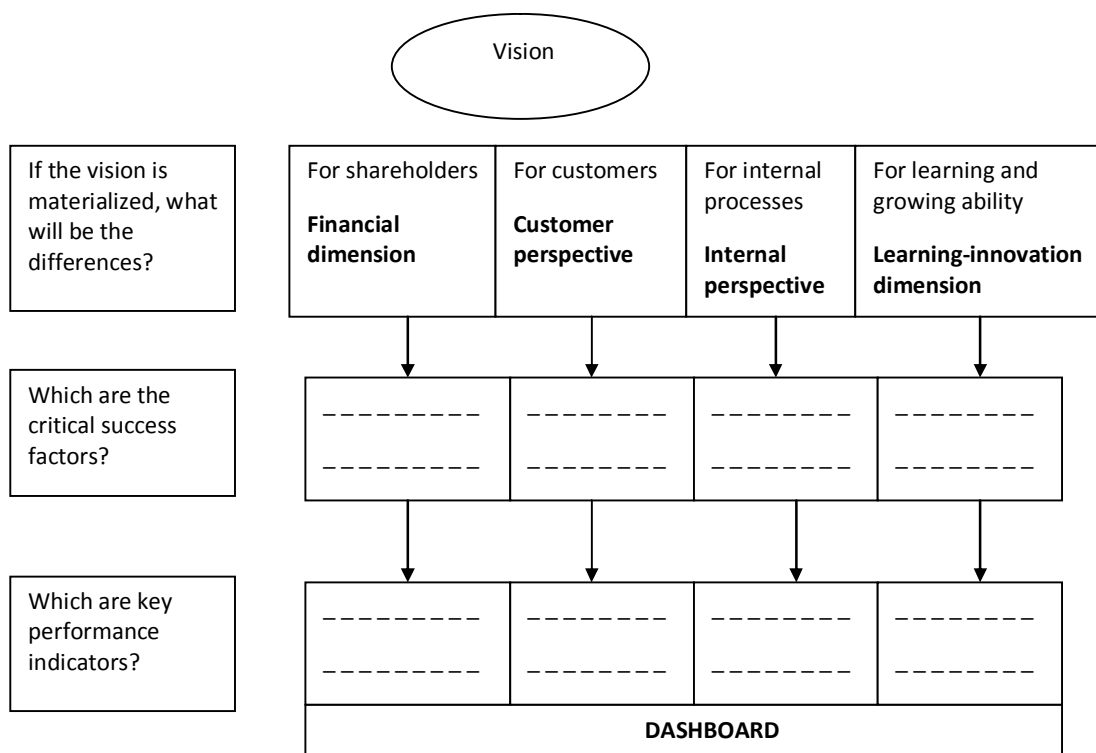 Vision
If the vision is
materialized, what
will be the
differences?
For shareholders
Financial
dimension
For customers
Customer
perspective
For internal
processes
Internal
perspective
For learning and
growing ability
Learning-innovation
dimension
Which are the
critical success
factors?
Which are key
performance
indicators?
DASHBOARD